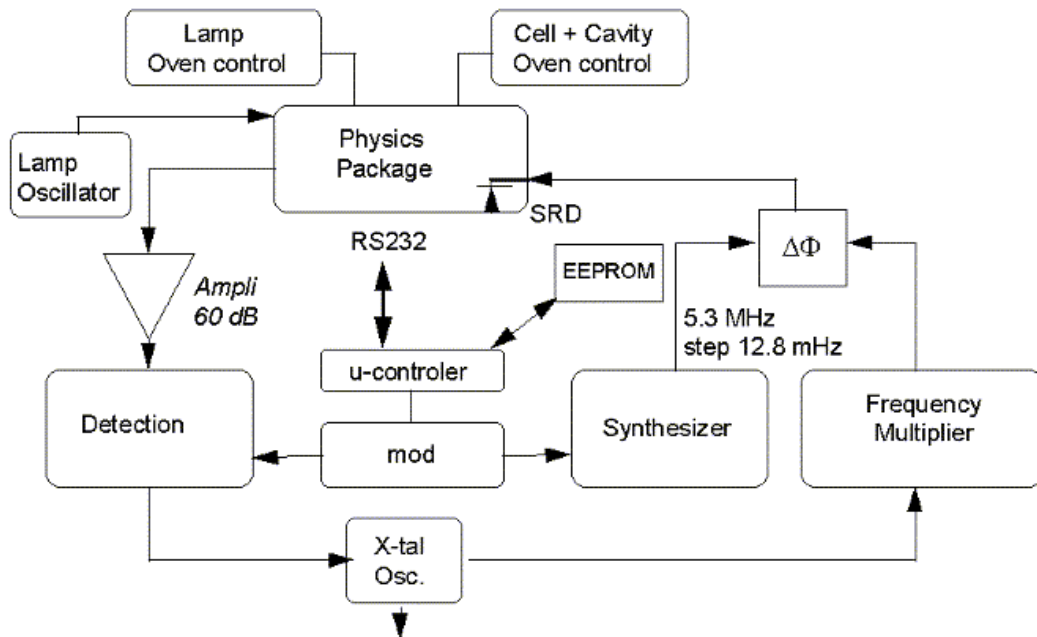 Lamp
Oven control
Cell + Cavity
Oven control
Physics
Package
Lamp
Oscillator
SRD
RS232
EEPROM
ΔΦ
Ampli
60 dB
5.3 MHz
step 12.8 mHz
u-controler
Detection
mod
Synthesizer
Frequency
Multiplier
X-tal
Osc.